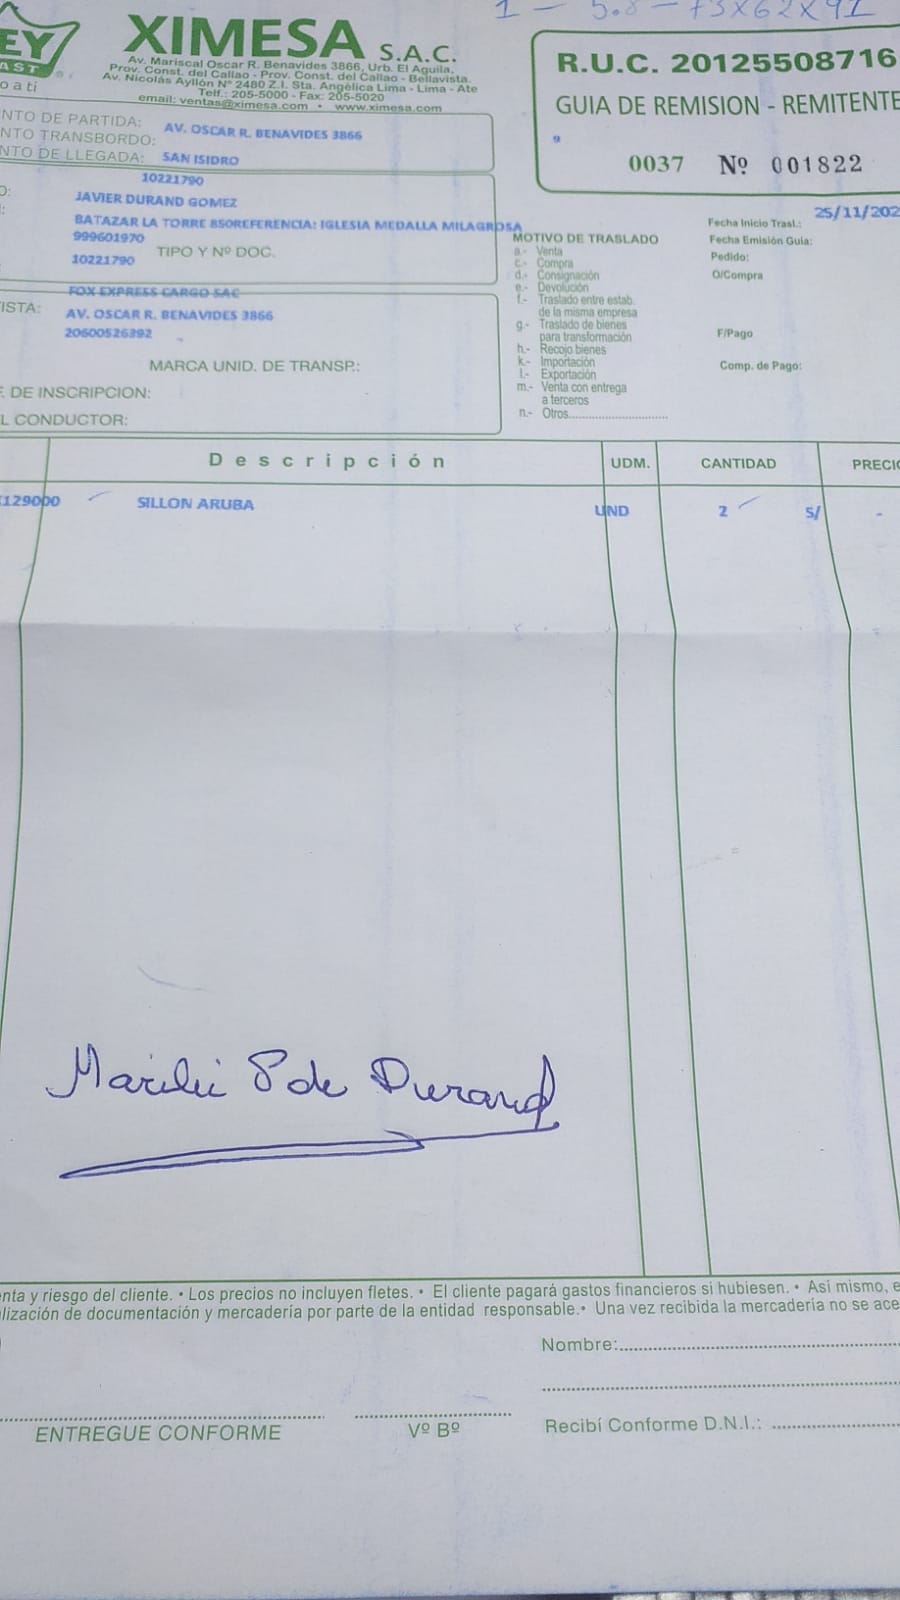 1 - 5.8 - 73X62X91
EY
AST
XIMESA S.A.C.
Av. Mariscal Oscar R. Benavides 3866, Urb. El Aguila,
Prov. Const. del Callao - Prov. Const. del Callao - Bellavista.
Av. Nicolás Ayllón Nº 2480 Z.I. Sta. Angélica Lima - Lima - Ate
Telf.: 205-5000 - Fax: 205-5020
email: ventas@ximesa.com • www.ximesa.com
R.U.C. 20125508716
GUIA DE REMISION - REMITENTE
0037 Nº 001822
NTO DE PARTIDA: AV. OSCAR R. BENAVIDES 3866
NTO TRANSBORDO:
NTO DE LLEGADA: SAN ISIDRO
10221790
O:
JAVIER DURAND GOMEZ
BATAZAR LA TORRE 850REFERENCIA: IGLESIA MEDALLA MILAGROSA
999601970
TIPO Y Nº DOC.
10221790
FOX EXPRESS CARGO SAC
ISTA: AV. OSCAR R. BENAVIDES 3866
20600526392
MARCA UNID. DE TRANSP.:
F. DE INSCRIPCION:
L CONDUCTOR:
MOTIVO DE TRASLADO
a.- Venta
c.- Compra
d.- Consignación
e.- Devolución
f.- Traslado entre estab.
de la misma empresa
g.- Traslado de bienes
para transformación
h.- Recojo bienes
k.- Importación
l.- Exportación
m.- Venta con entrega
a terceros
n.- Otros
25/11/202
Fecha Inicio Trasl.:
Fecha Emisión Guia:
Pedido:
O/Compra
F/Pago
Comp. de Pago:
Descripción UDM. CANTIDAD PRECIO
129000 SILLON ARUBA UND 2 S/ -
Marilú P de Durand
enta y riesgo del cliente. • Los precios no incluyen fletes. • El cliente pagará gastos financieros si hubiesen. • Así mismo, e
lización de documentación y mercadería por parte de la entidad responsable. • Una vez recibida la mercadería no se ace
Nombre:
ENTREGUE CONFORME
Vº Bº
Recibí Conforme D.N.I.: